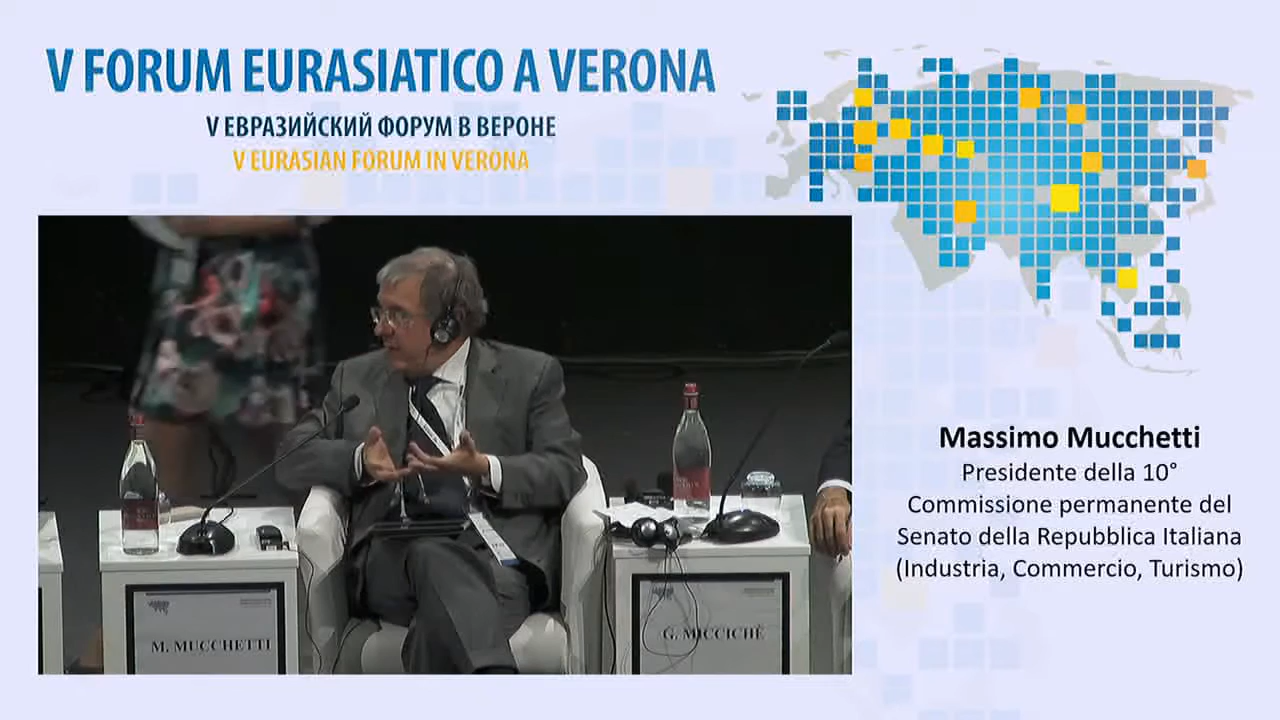 V FORUM EURASIATICO A VERONA
V ЕВРАЗИЙСКИЙ ФОРУМ В ВЕРОНЕ
V EURASIAN FORUM IN VERONA
Massimo Mucchetti
Presidente della 10°
Commissione permanente del
Senato della Repubblica Italiana
(Industria, Commercio, Turismo)
M. MUCCHETTI
G. MICCICHÈ